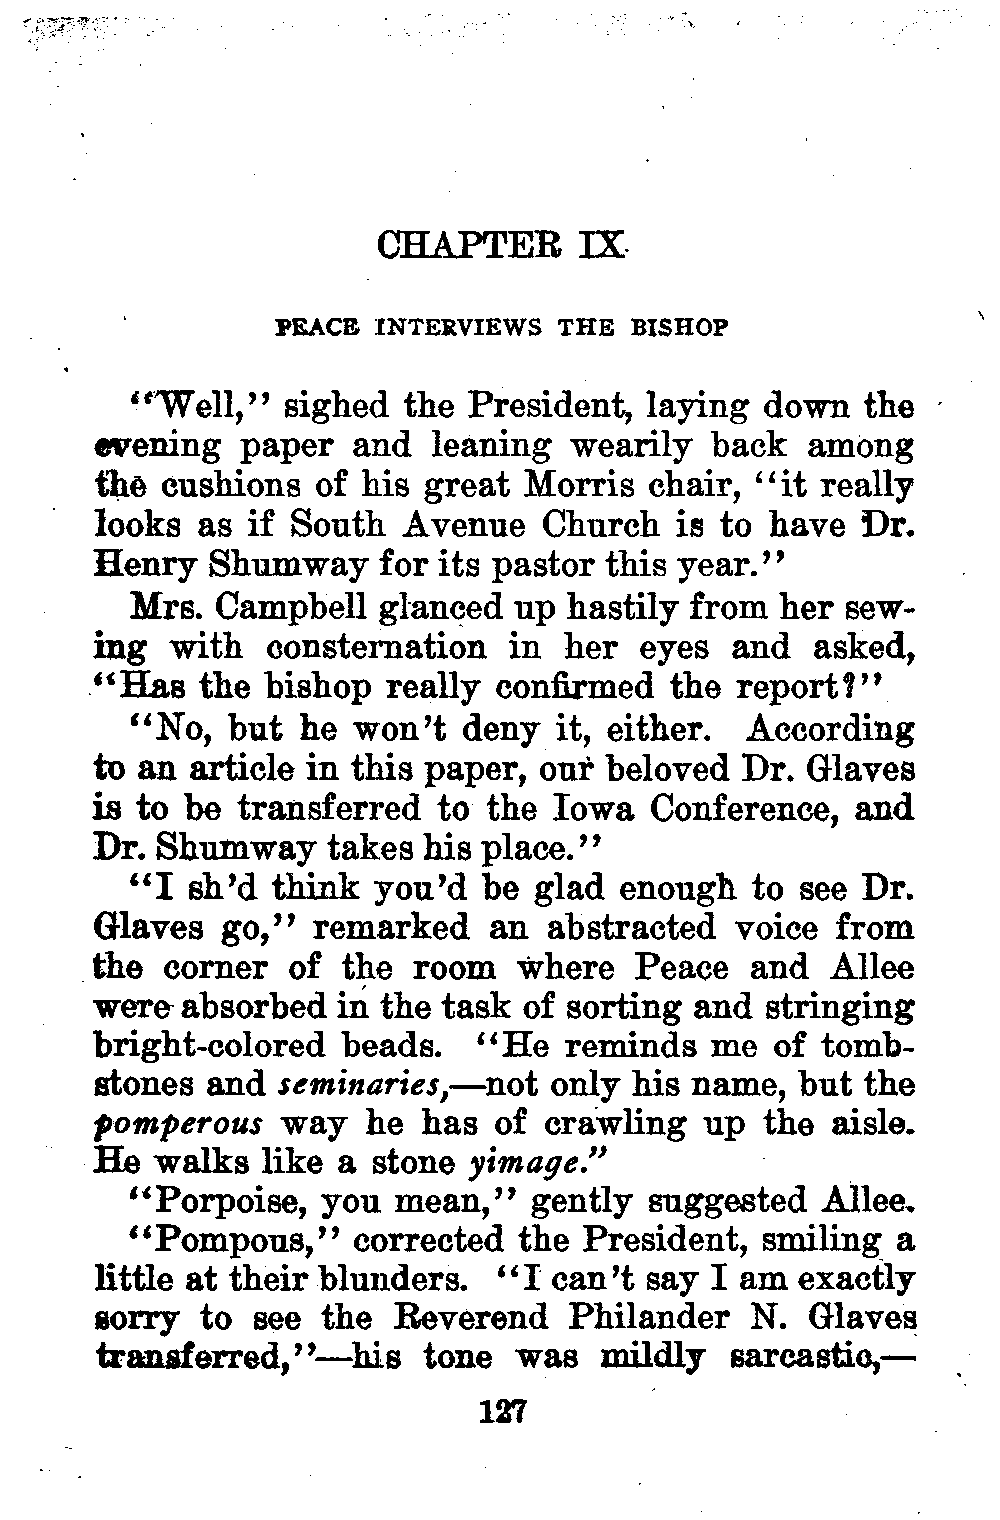 CHAPTER IX
PEACE INTERVIEWS THE BISHOP
"Well," sighed the President, laying down the
evening paper and leaning wearily back among
the cushions of his great Morris chair, "it really
looks as if South Avenue Church is to have Dr.
Henry Shumway for its pastor this year."
Mrs. Campbell glanced up hastily from her sew-
ing with consternation in her eyes and asked,
"Has the bishop really confirmed the report?"
"No, but he won't deny it, either. According
to an article in this paper, our beloved Dr. Glaves
is to be transferred to the Iowa Conference, and
Dr. Shumway takes his place."
"I sh'd think you'd be glad enough to see Dr.
Glaves go," remarked an abstracted voice from
the corner of the room where Peace and Allee
were absorbed in the task of sorting and stringing
bright-colored beads. "He reminds me of tomb-
stones and seminaries,—not only his name, but the
pomperous way he has of crawling up the aisle.
He walks like a stone yimage."
"Porpoise, you mean," gently suggested Allee.
"Pompous," corrected the President, smiling a
little at their blunders. "I can't say I am exactly
sorry to see the Reverend Philander N. Glaves
transferred,"—his tone was mildly sarcastic,—
127